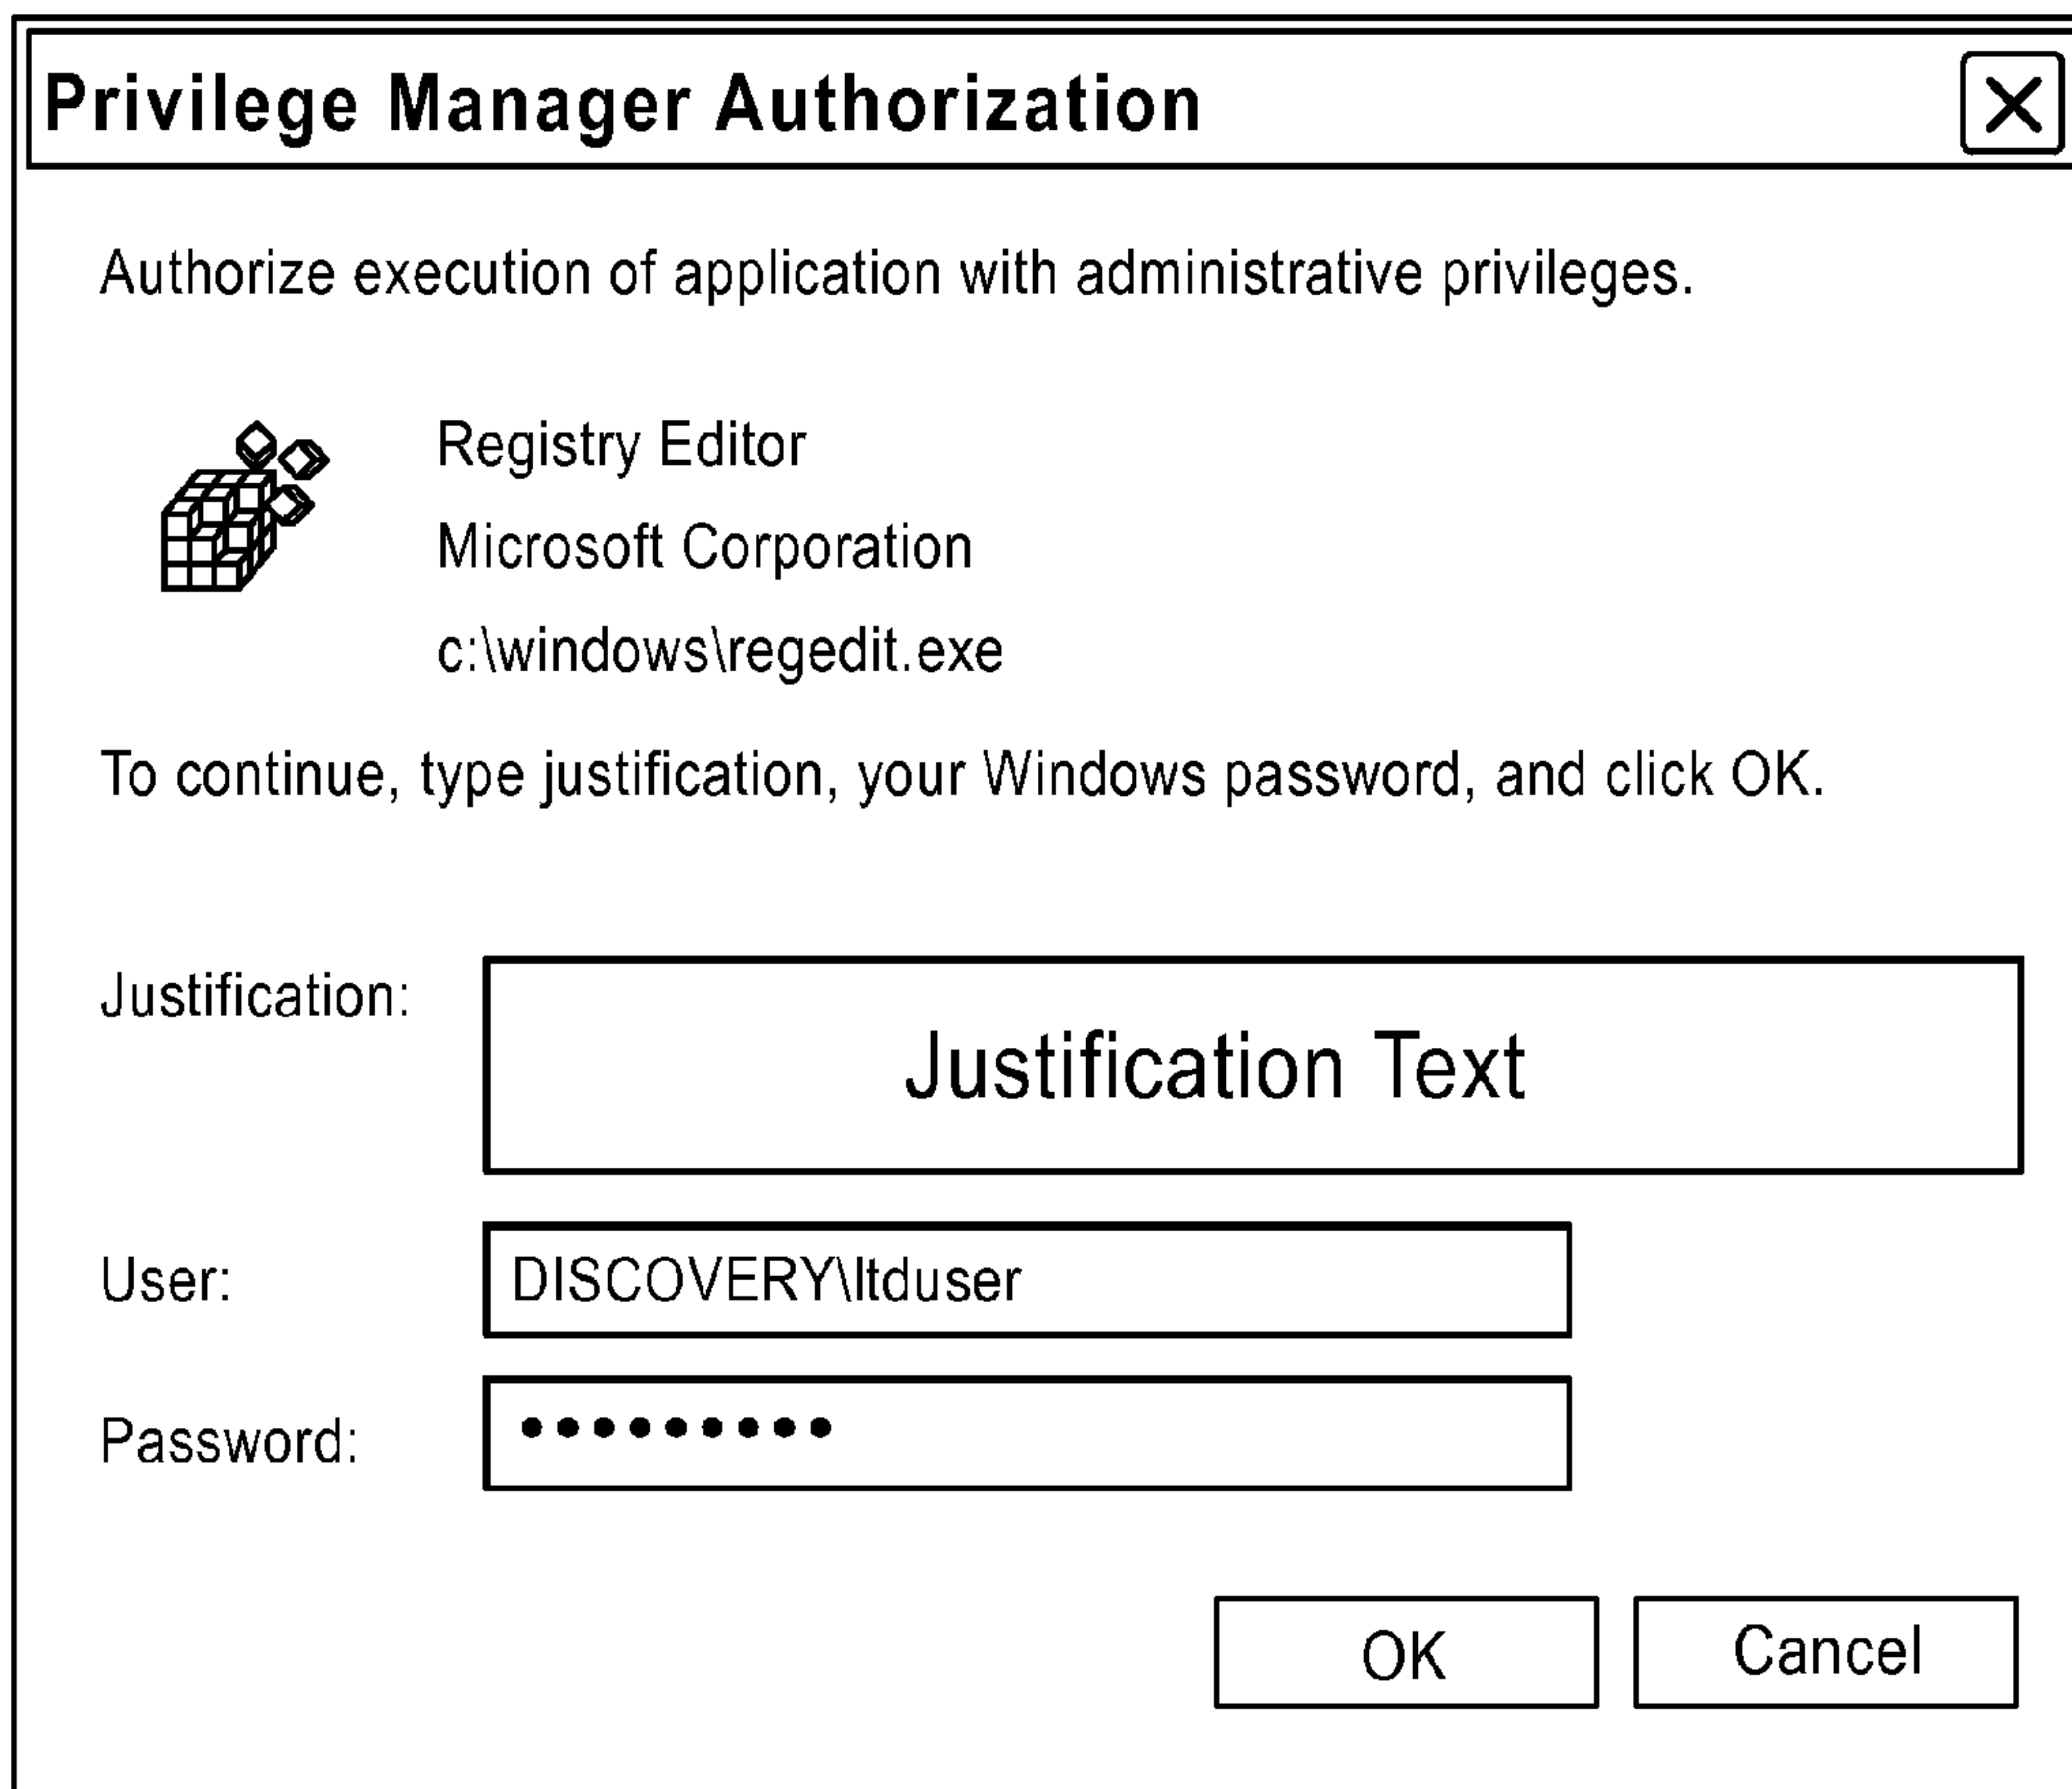 Privilege Manager Authorization
Authorize execution of application with administrative privileges.
Registry Editor
Microsoft Corporation
c:\windows\regedit.exe
To continue, type justification, your Windows password, and click OK.
Justification:
Justification Text
User:
DISCOVERY\ltduser
Password:
•••••••••
OK
Cancel